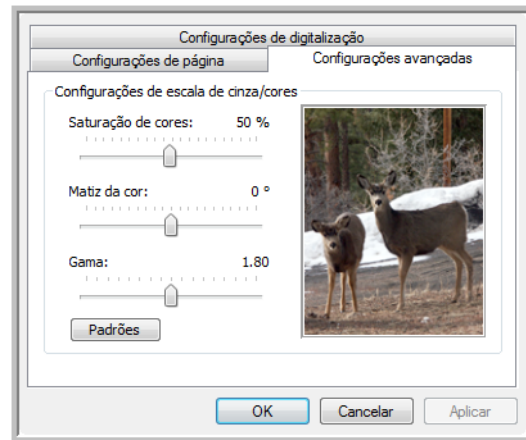 Configurações de digitalização
Configurações de página
Configurações avançadas
Configurações de escala de cinza/cores
Saturação de cores: 50 %
Matiz da cor: 0 °
Gama: 1.80
Padrões
OK Cancelar Aplicar